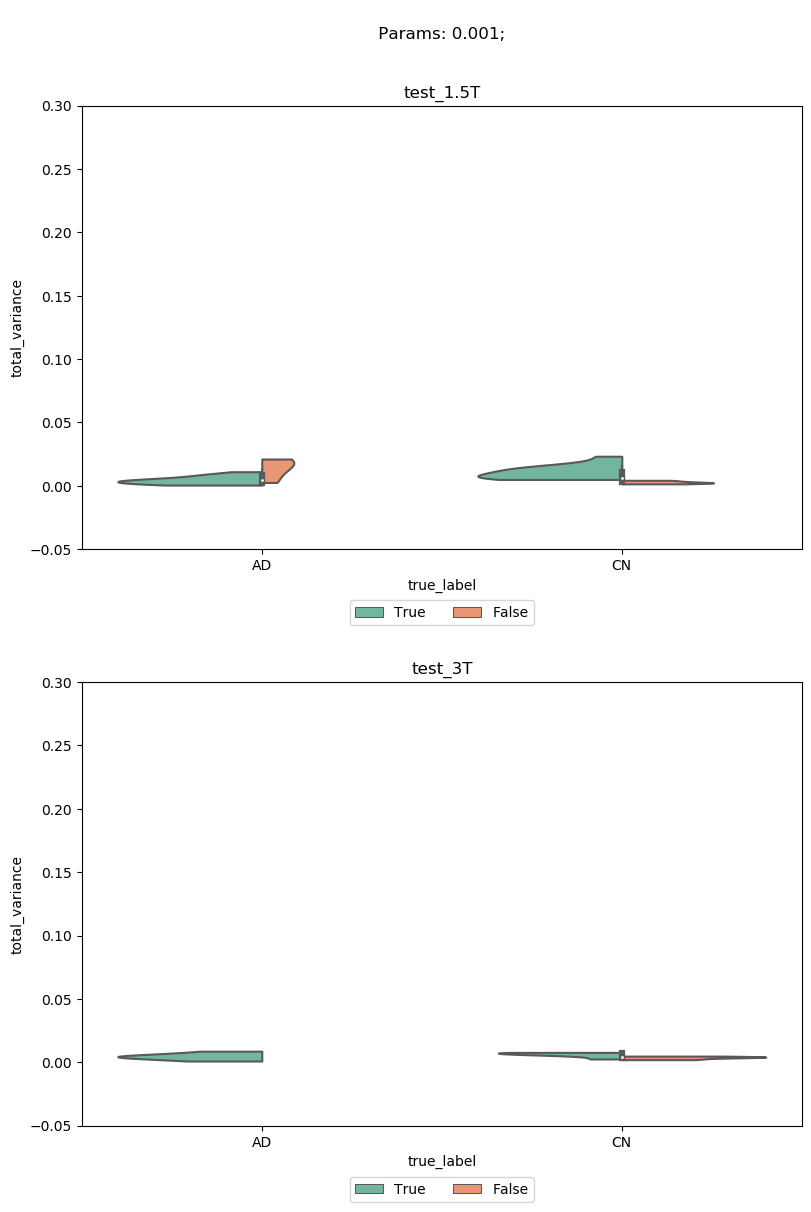 Params: 0.001;
test_1.5T
0.30
0.25
0.20
0.15
0.10
0.05
0.00
−0.05
total_variance
AD CN
true_label
True False
test_3T
0.30
0.25
0.20
0.15
0.10
0.05
0.00
−0.05
total_variance
AD CN
true_label
True False